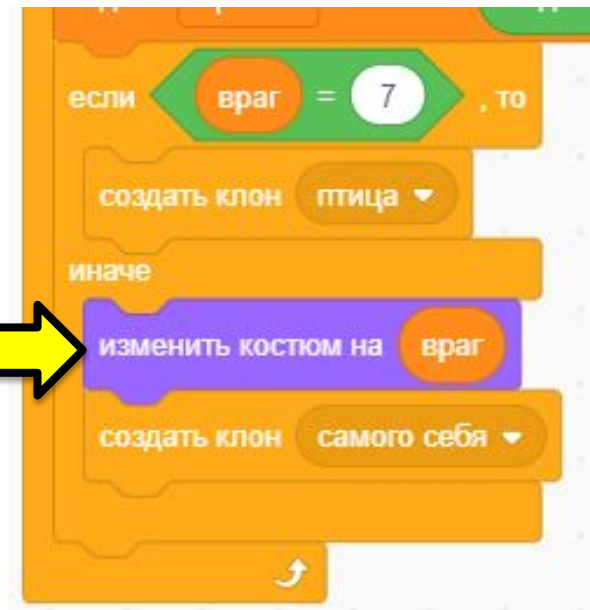 если враг = 7 , то
создать клон птица
иначе
изменить костюм на враг
создать клон самого себя